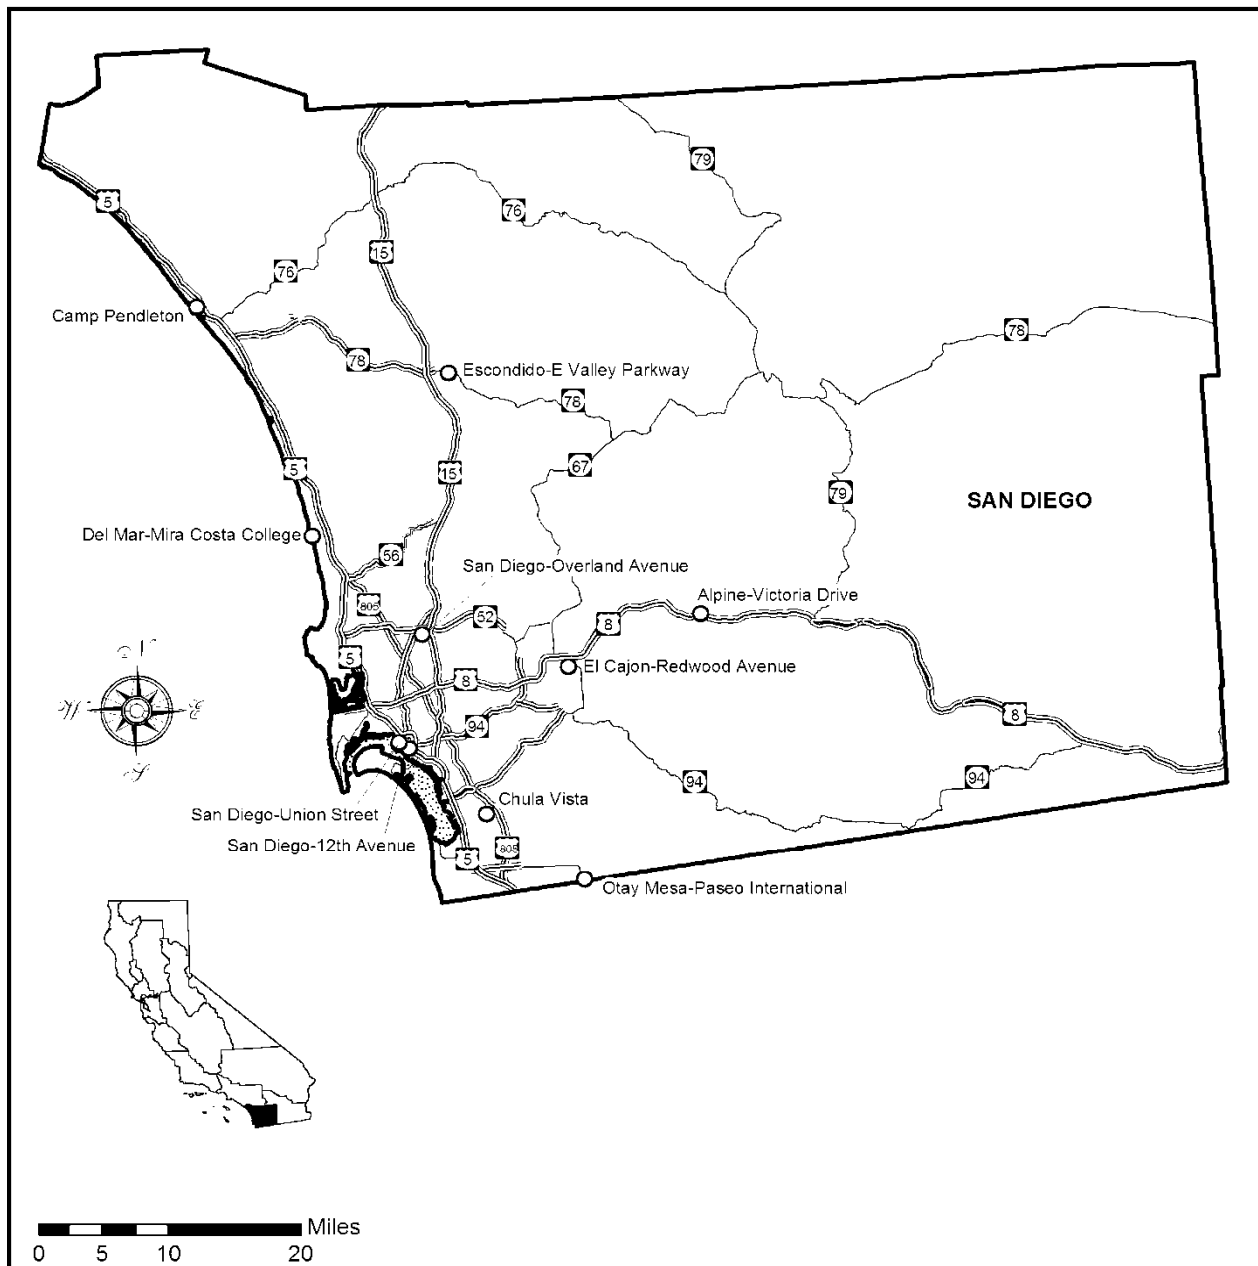 79
5
76
15
76
Camp Pendleton
78
78
Escondido-E Valley Parkway
78
67
5
15
79
SAN DIEGO
Del Mar-Mira Costa College
56
San Diego-Overland Avenue
Alpine-Victoria Drive
805
52
8
5
El Cajon-Redwood Avenue
8
N
W
E
S
94
8
94
94
Chula Vista
San Diego-Union Street
San Diego-12th Avenue
805
5
Otay Mesa-Paseo International
Miles
0 5 10 20